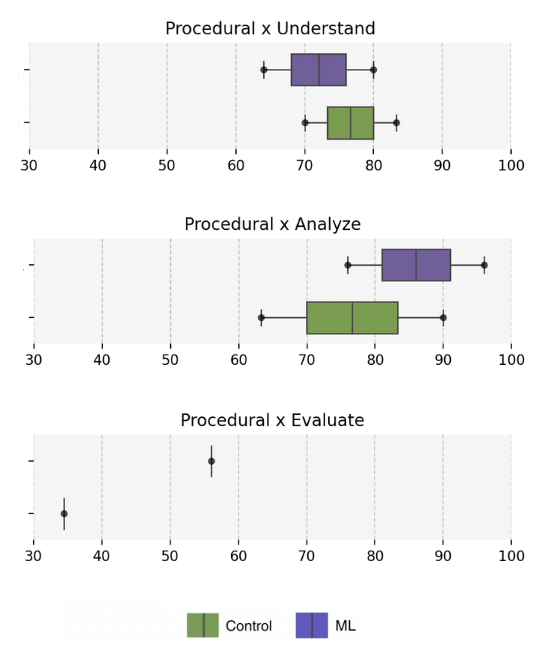 Procedural x Understand
30 40 50 60 70 80 90 100
Procedural x Analyze
30 40 50 60 70 80 90 100
Procedural x Evaluate
30 40 50 60 70 80 90 100
Control ML